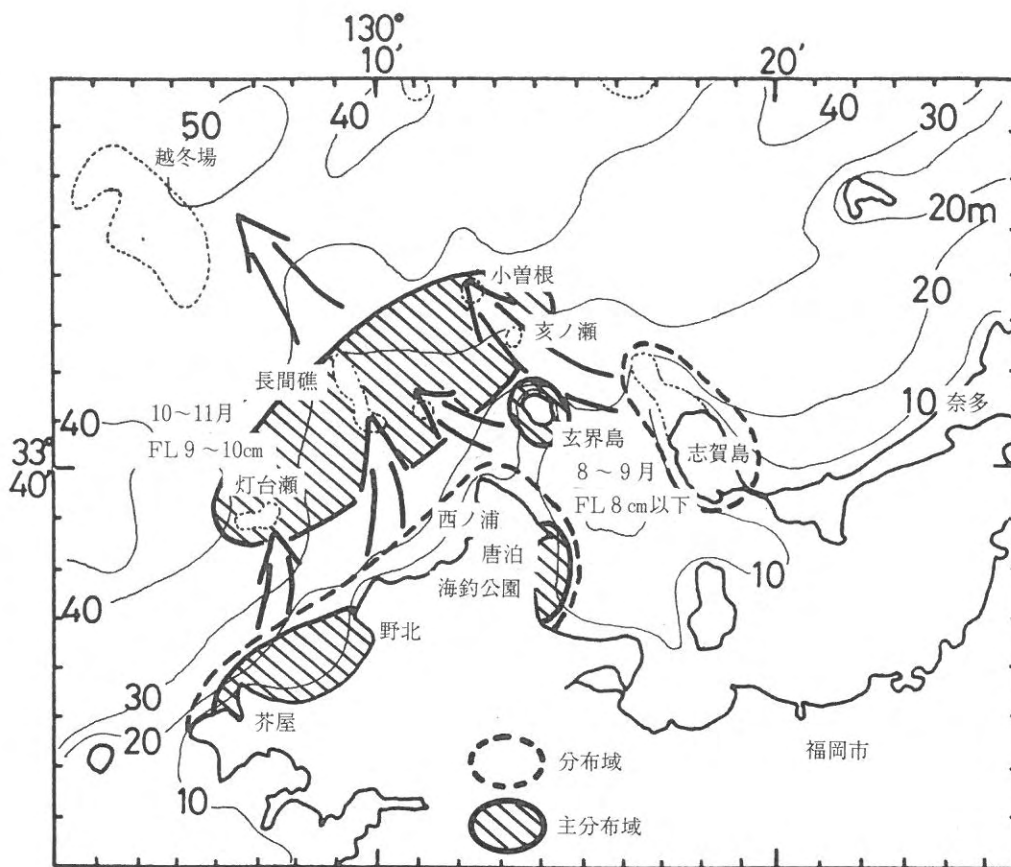 130°
10'
20'
50
40
40
30
越冬場
20m
小曽根
20
亥ノ瀬
長間礁
10
奈多
10～11月
40
FL 9～10cm
玄界島
志賀島
33°
40'
8～9月
灯台瀬
FL 8cm以下
西ノ浦
唐泊
海釣公園
10
40
野北
30
20
芥屋
分布域
福岡市
10
主分布域